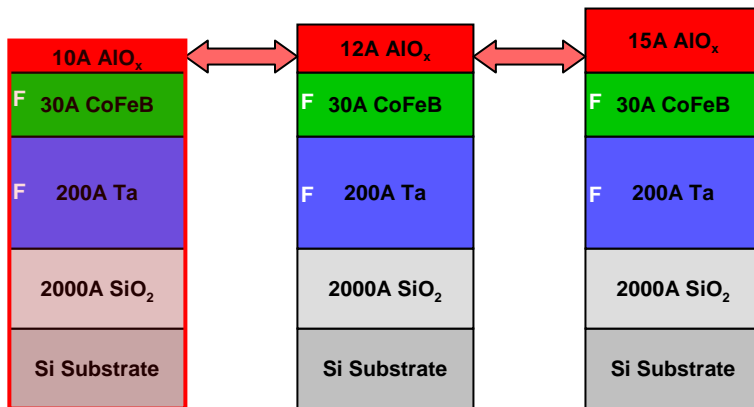 10A AlOₓ
F 30A CoFeB
F 200A Ta
2000A SiO₂
Si Substrate
12A AlOₓ
F 30A CoFeB
F 200A Ta
2000A SiO₂
Si Substrate
15A AlOₓ
F 30A CoFeB
F 200A Ta
2000A SiO₂
Si Substrate